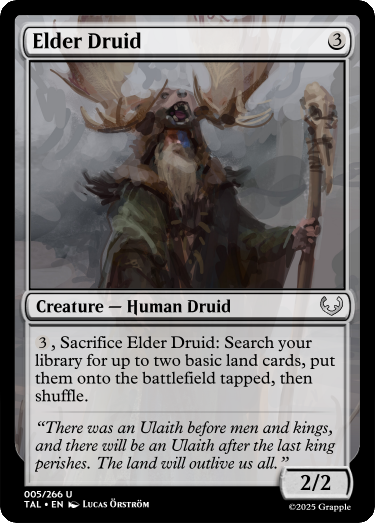 Elder Druid 3
Creature — Human Druid
3, Sacrifice Elder Druid: Search your
library for up to two basic land cards, put
them onto the battlefield tapped, then
shuffle.
“There was an Ulaith before men and kings,
and there will be an Ulaith after the last king
perishes. The land will outlive us all.”
2/2
005/266 U
TAL • EN Lucas Örström
©2025 Grapple